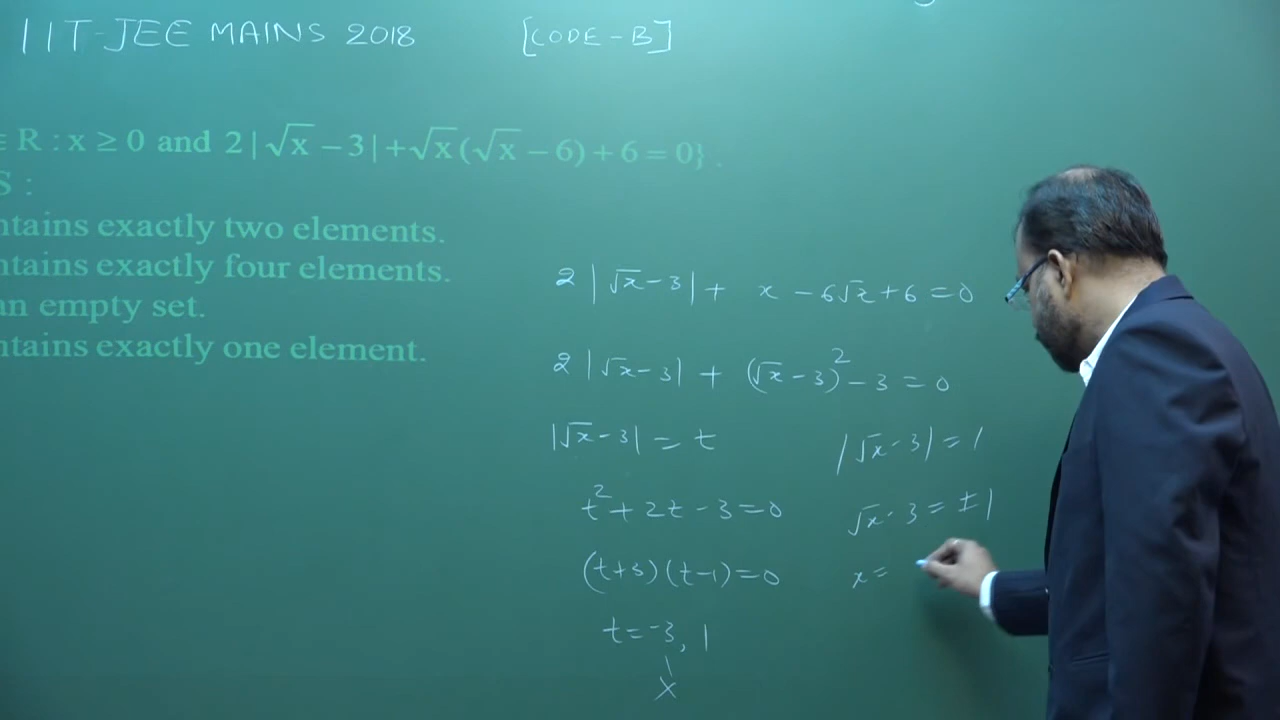 IIT-JEE MAINS 2018 [CODE-B]
∈ R : x ≥ 0 and 2|√x − 3| + √x(√x − 6) + 6 = 0} .
S :
ntains exactly two elements.
ntains exactly four elements.
an empty set.
ntains exactly one element.
2|√x - 3| + x - 6√x + 6 = 0
2|√x - 3| + (√x - 3)² - 3 = 0
|√x - 3| = t
t² + 2t - 3 = 0
(t+3)(t-1) = 0
t = -3, 1
X
|√x - 3| = 1
√x - 3 = ±1
x =